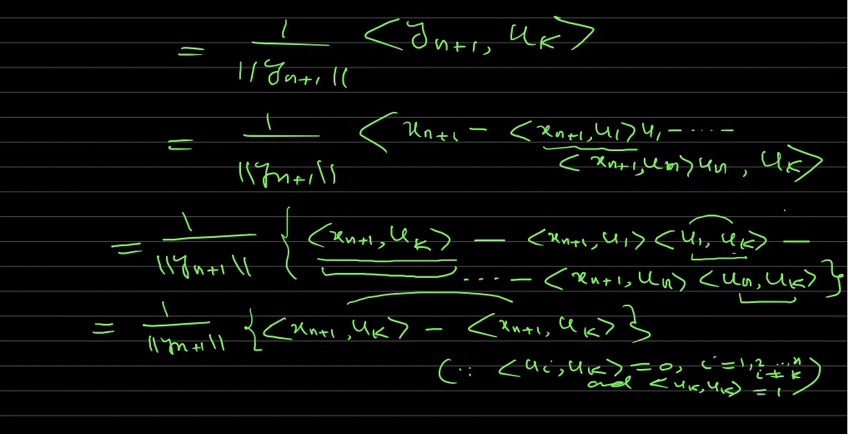 = 1/||y_{n+1}|| <y_{n+1}, u_k>
= 1/||y_{n+1}|| <x_{n+1} - <x_{n+1}, u_1>u_1 - ....
<x_{n+1}, u_n>u_n, u_k>
= 1/||y_{n+1}|| { <x_{n+1}, u_k> - <x_{n+1}, u_1> <u_1, u_k> -
... - <x_{n+1}, u_n> <u_n, u_k> }
= 1/||y_{n+1}|| { <x_{n+1}, u_k> - <x_{n+1}, u_k> }
(∵ <u_i, u_k> = 0, i = 1, 2 ... n
i ≠ k
and <u_k, u_k> = 1)